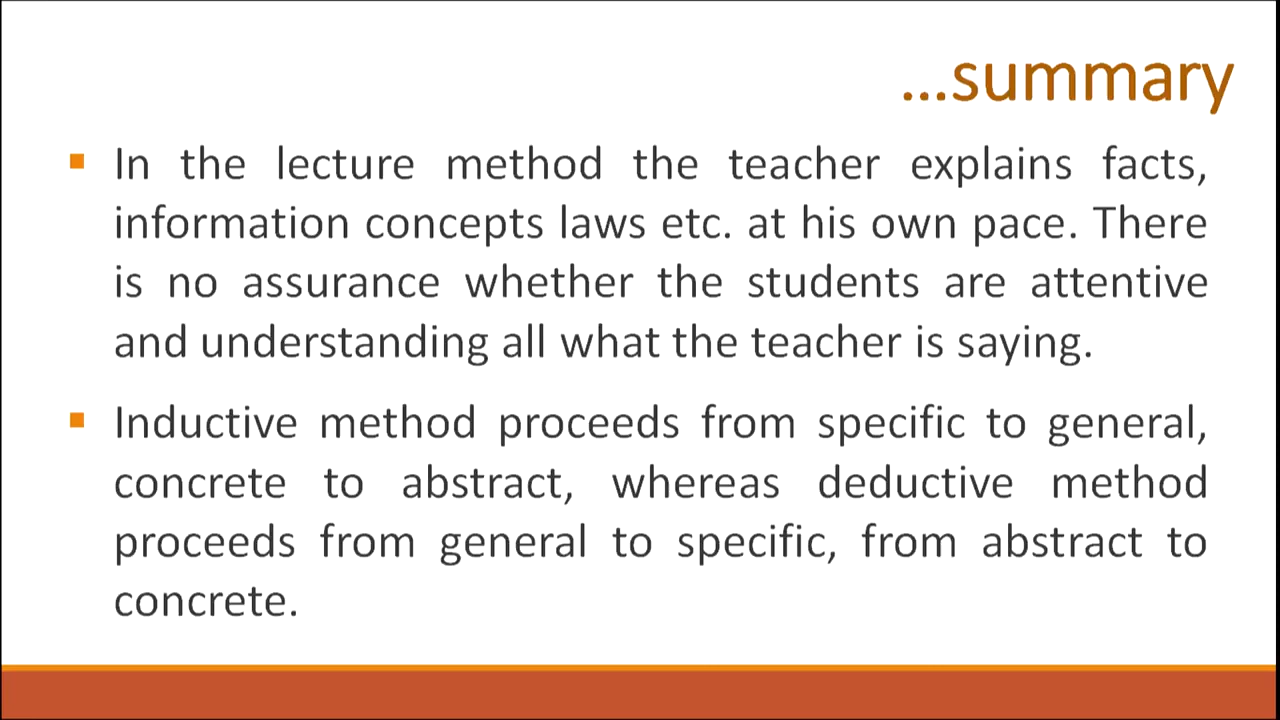 ...summary
In the lecture method the teacher explains facts,
information concepts laws etc. at his own pace. There
is no assurance whether the students are attentive
and understanding all what the teacher is saying.
Inductive method proceeds from specific to general,
concrete to abstract, whereas deductive method
proceeds from general to specific, from abstract to
concrete.